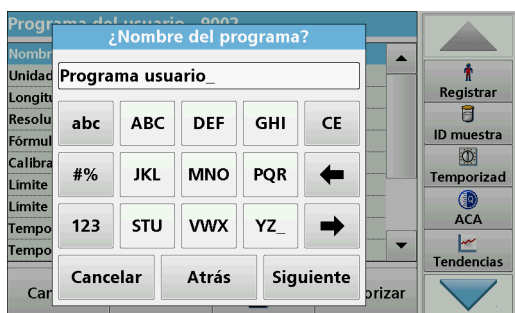 Programa del usuario - 9002
¿Nombre del programa?
Nombr
Unidad
Programa usuario_
Longitu
Resolu
Fórmul
Calibra
Límite
Límite
Tempo
Tempo
abc ABC DEF GHI CE
#% JKL MNO PQR
123 STU VWX YZ_
Cancelar Atrás Siguiente
Can
orizar
Registrar
ID muestra
Temporizad
ACA
Tendencias